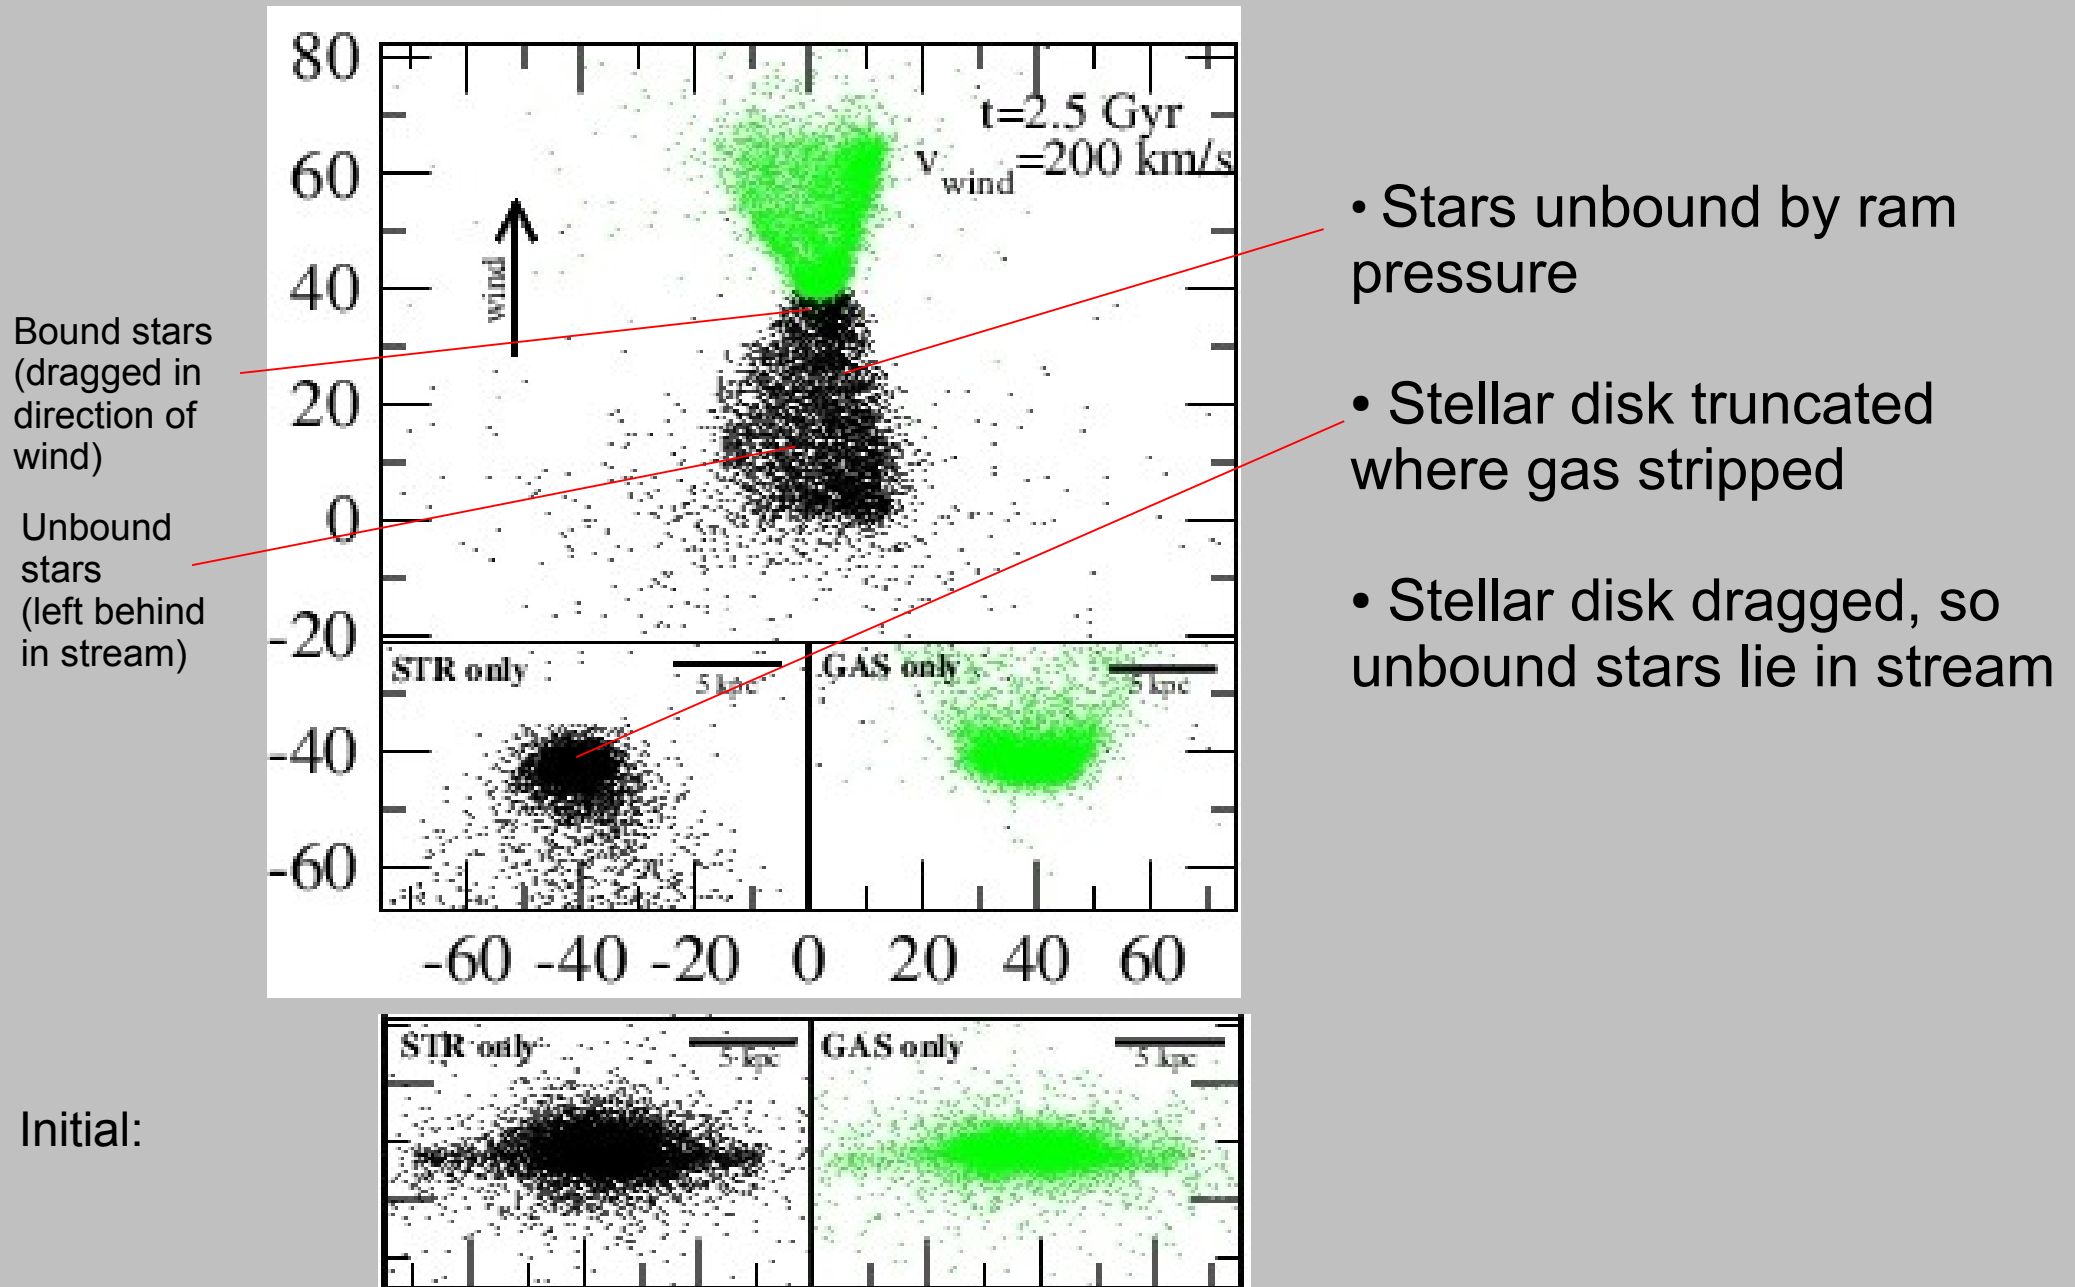 80
60
40
20
0
-20
-40
-60
-60 -40 -20 0 20 40 60
t=2.5 Gyr
v_wind=200 km/s
wind
STR only
5 kpc
GAS only
5 kpc
Bound stars
(dragged in
direction of
wind)
Unbound
stars
(left behind
in stream)
• Stars unbound by ram
pressure
• Stellar disk truncated
where gas stripped
• Stellar disk dragged, so
unbound stars lie in stream
Initial:
STR only
5 kpc
GAS only
5 kpc